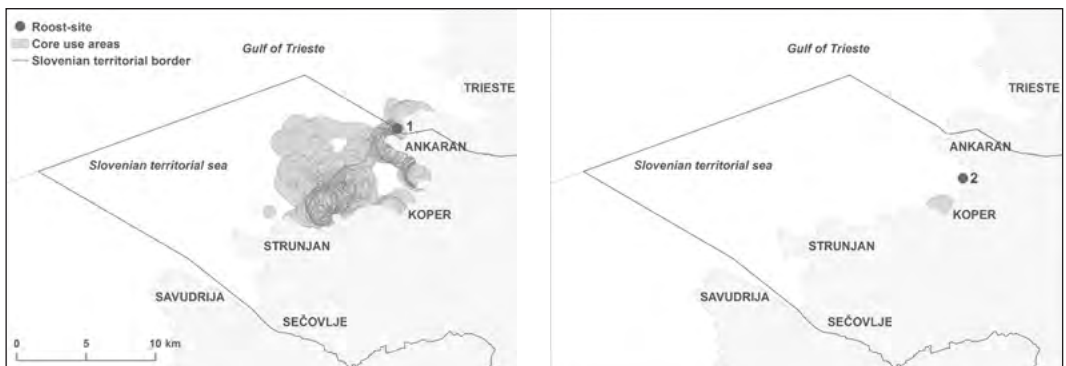 Roost-site
Core use areas
Slovenian territorial border
Gulf of Trieste
TRIESTE
1
ANKARAN
Slovenian territorial sea
KOPER
STRUNJAN
SAVUDRIJA
SEČOVLJE
0 5 10 km
Gulf of Trieste
TRIESTE
ANKARAN
Slovenian territorial sea
2
KOPER
STRUNJAN
SAVUDRIJA
SEČOVLJE